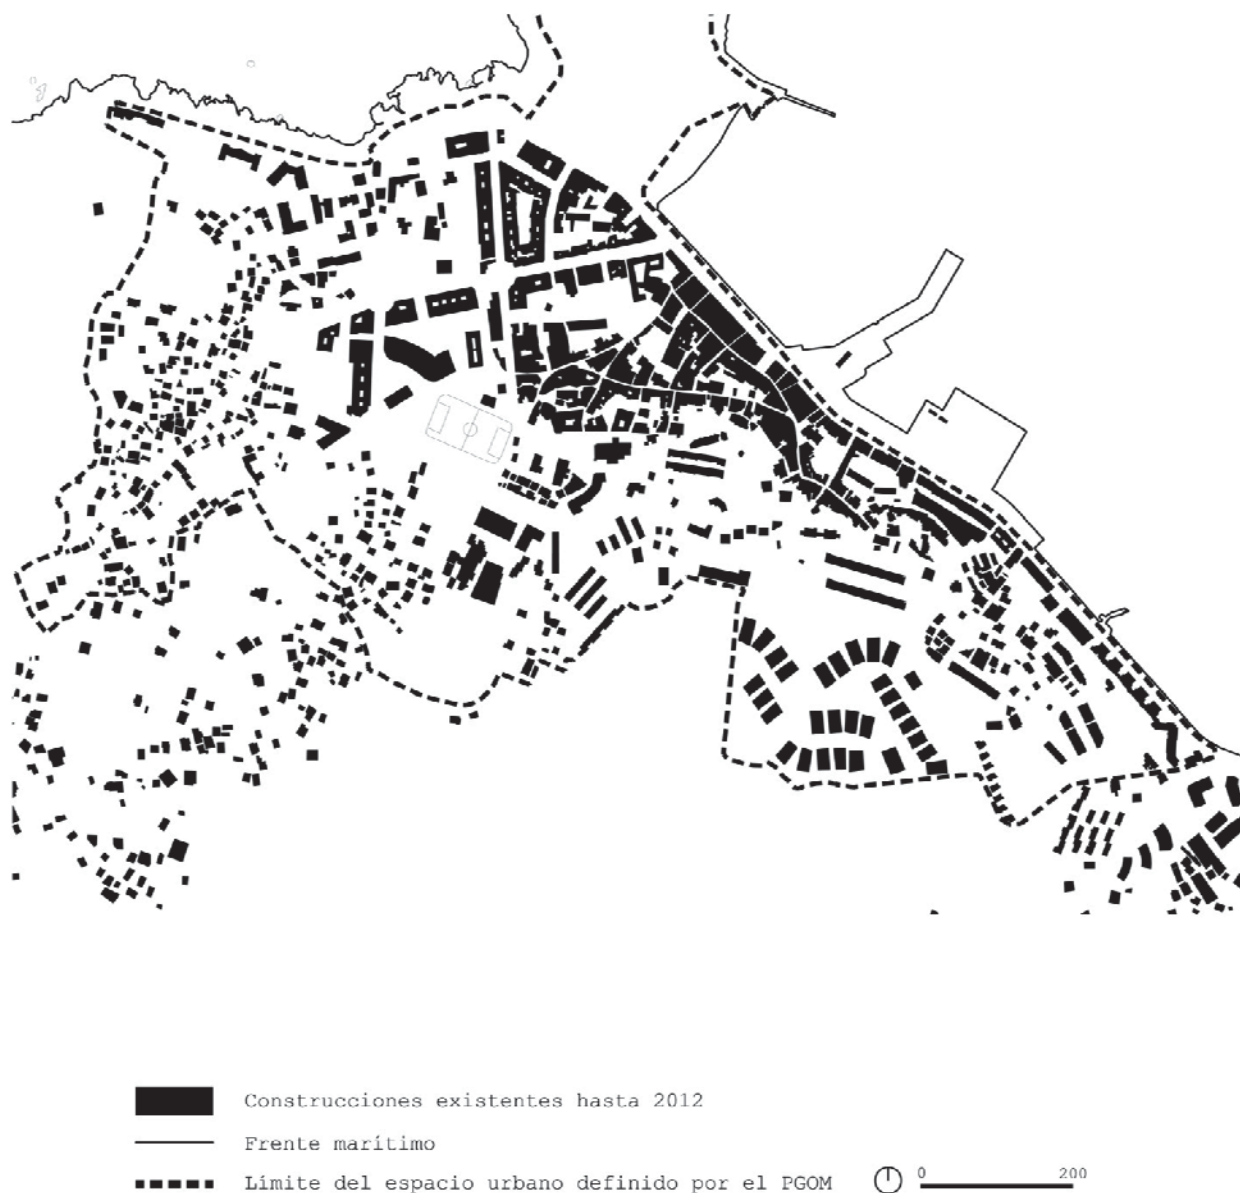 Construcciones existentes hasta 2012
Frente marítimo
Límite del espacio urbano definido por el PGOM
0 200